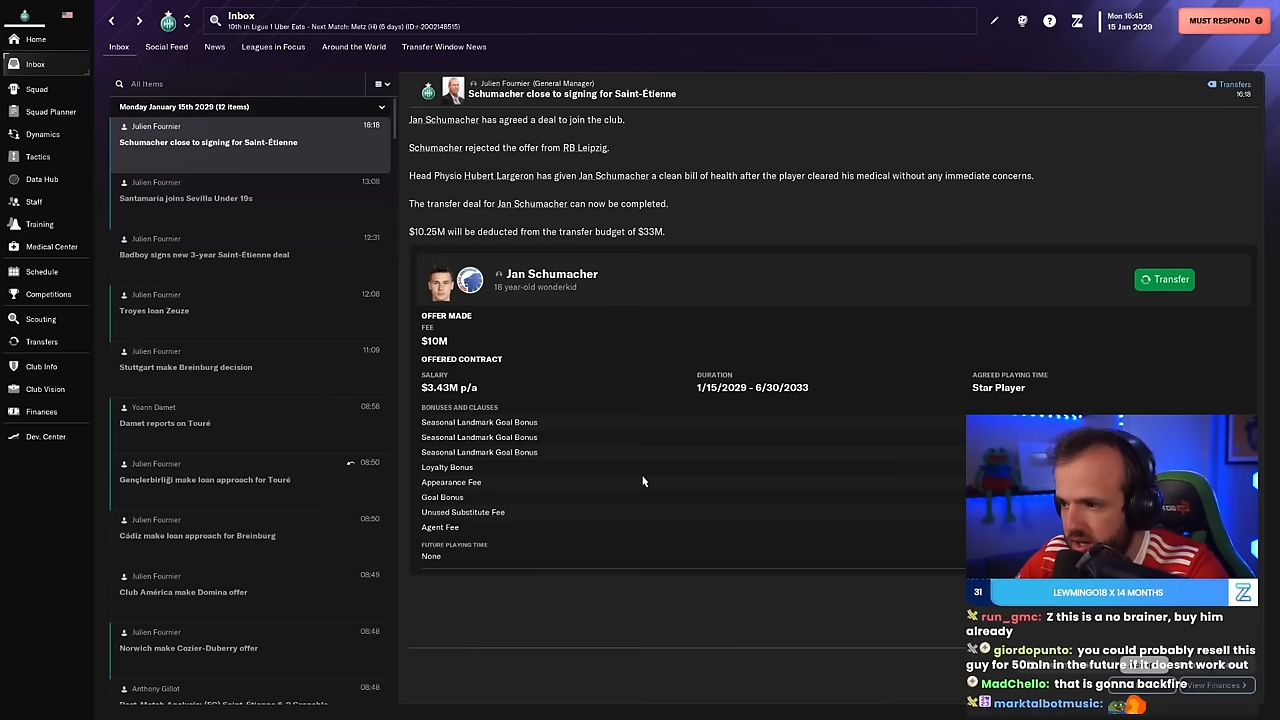 Inbox
10th in Ligue 1 Uber Eats - Next Match: Metz (H) (6 days) (ID:r-2002148515)
Mon 16:45
15 Jan 2029
MUST RESPOND
Inbox
Social Feed
News
Leagues in Focus
Around the World
Transfer Window News
Home
Inbox
Squad
Squad Planner
Dynamics
Tactics
Data Hub
Staff
Training
Medical Center
Schedule
Competitions
Scouting
Transfers
Club Info
Club Vision
Finances
Dev. Center
All Items
Monday January 15th 2029 (12 items)
Julien Fournier 16:18
Schumacher close to signing for Saint-Étienne
Julien Fournier 13:08
Santamaría joins Sevilla Under 19s
Julien Fournier 12:31
Badboy signs new 3-year Saint-Étienne deal
Julien Fournier 12:08
Troyes loan Zeuze
Julien Fournier 11:09
Stuttgart make Breinburg decision
Yoann Damet 08:58
Damet reports on Touré
Julien Fournier 08:50
Gençlerbirliği make loan approach for Touré
Julien Fournier 08:50
Cádiz make loan approach for Breinburg
Julien Fournier 08:49
Club América make Domina offer
Julien Fournier 08:48
Norwich make Cozier-Duberry offer
Anthony Gillot 08:46
Julien Fournier (General Manager)
Schumacher close to signing for Saint-Étienne
Transfers
16:18
Jan Schumacher has agreed a deal to join the club.
Schumacher rejected the offer from RB Leipzig.
Head Physio Hubert Largeron has given Jan Schumacher a clean bill of health after the player cleared his medical without any immediate concerns.
The transfer deal for Jan Schumacher can now be completed.
$10.25M will be deducted from the transfer budget of $33M.
Jan Schumacher
18 year-old wonderkid
Transfer
OFFER MADE
FEE
$10M
OFFERED CONTRACT
SALARY
$3.43M p/a
DURATION
1/15/2029 - 6/30/2033
AGREED PLAYING TIME
Star Player
BONUSES AND CLAUSES
Seasonal Landmark Goal Bonus
Seasonal Landmark Goal Bonus
Seasonal Landmark Goal Bonus
Loyalty Bonus
Appearance Fee
Goal Bonus
Unused Substitute Fee
Agent Fee
FUTURE PLAYING TIME
None
31 LEWMINGO18 X 14 MONTHS
run_gmc: Z this is a no brainer, buy him
already
giordopunto: you could probably resell this
guy for 50mln in the future if it doesnt work out
MadChello: that is gonna backfire
View Finances
marktalbotmusic: